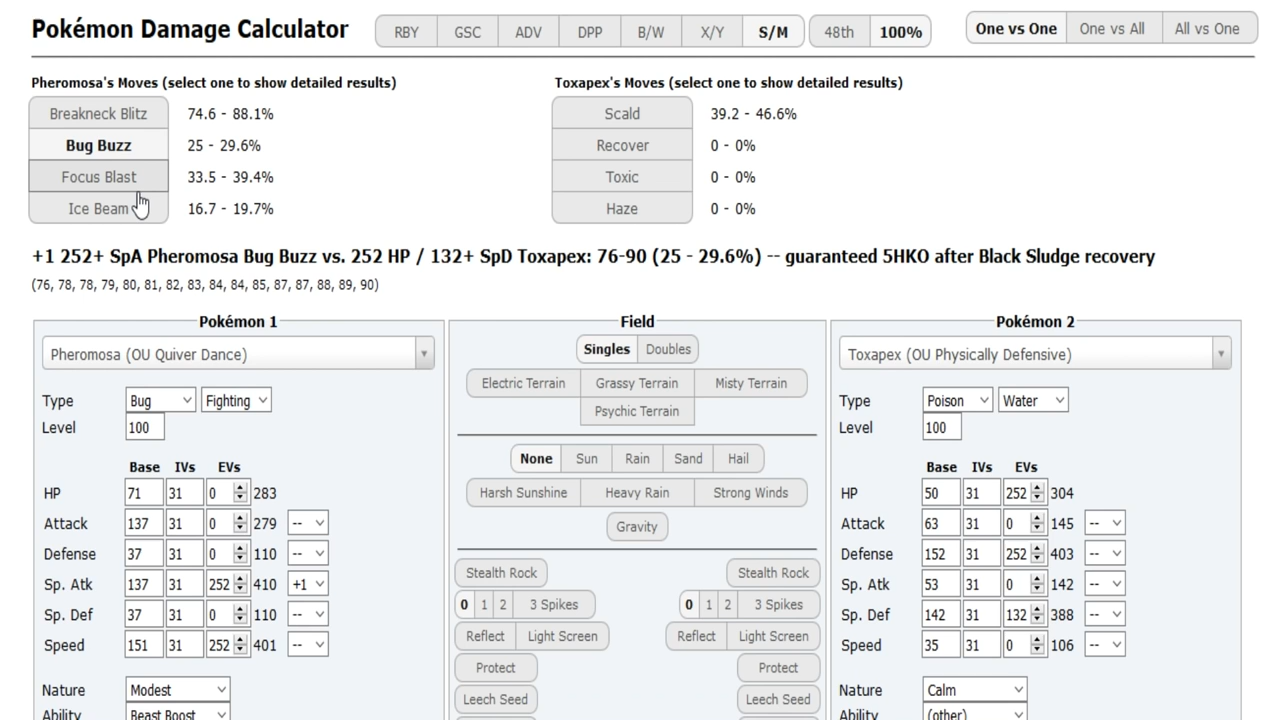 Pokémon Damage Calculator RBY GSC ADV DPP B/W X/Y S/M 48th 100% One vs One One vs All All vs One
Pheromosa's Moves (select one to show detailed results) Toxapex's Moves (select one to show detailed results)
Breakneck Blitz 74.6 - 88.1% Scald 39.2 - 46.6%
Bug Buzz 25 - 29.6% Recover 0 - 0%
Focus Blast 33.5 - 39.4% Toxic 0 - 0%
Ice Beam 16.7 - 19.7% Haze 0 - 0%
+1 252+ SpA Pheromosa Bug Buzz vs. 252 HP / 132+ SpD Toxapex: 76-90 (25 - 29.6%) -- guaranteed 5HKO after Black Sludge recovery
(76, 78, 78, 79, 80, 81, 82, 83, 84, 84, 85, 87, 87, 88, 89, 90)
Pokémon 1 Field Pokémon 2
Pheromosa (OU Quiver Dance) Singles Doubles Toxapex (OU Physically Defensive)
Electric Terrain Grassy Terrain Misty Terrain
Type Bug Fighting Psychic Terrain Type Poison Water
Level 100 Level 100
Base IVs EVs None Sun Rain Sand Hail Base IVs EVs
HP 71 31 0 283 Harsh Sunshine Heavy Rain Strong Winds HP 50 31 252 304
Attack 137 31 0 279 -- Gravity Attack 63 31 0 145 --
Defense 37 31 0 110 -- Defense 152 31 252 403 --
Sp. Atk 137 31 252 410 +1 Stealth Rock Stealth Rock Sp. Atk 53 31 0 142 --
Sp. Def 37 31 0 110 -- 0 1 2 3 Spikes 0 1 2 3 Spikes Sp. Def 142 31 132 388 --
Speed 151 31 252 401 -- Reflect Light Screen Reflect Light Screen Speed 35 31 0 106 --
Protect Protect
Nature Modest Leech Seed Leech Seed Nature Calm
Ability Beast Boost Ability (other)